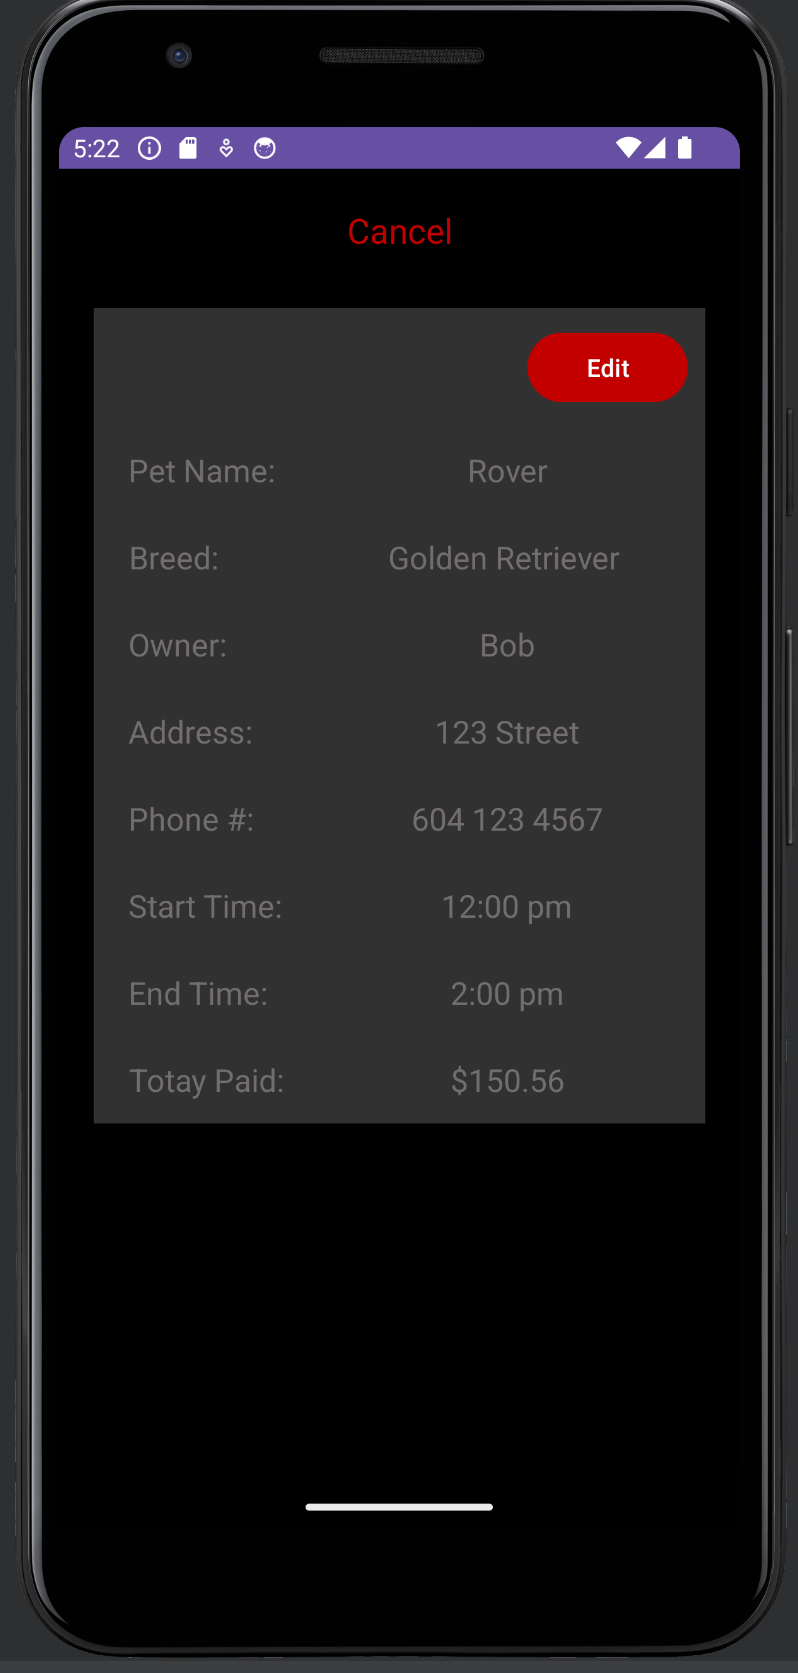 5:22
Cancel
Edit
Pet Name: Rover
Breed: Golden Retriever
Owner: Bob
Address: 123 Street
Phone #: 604 123 4567
Start Time: 12:00 pm
End Time: 2:00 pm
Totay Paid: $150.56